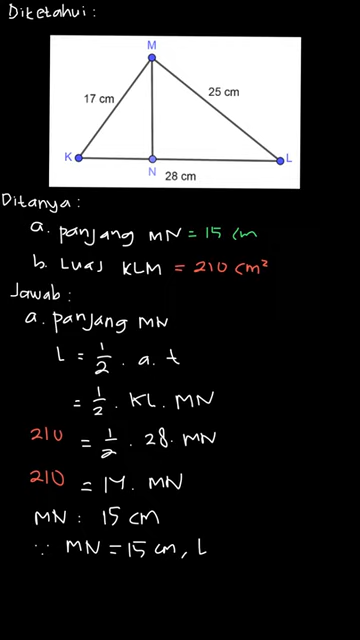 Diketahui:
M
17 cm
25 cm
K
L
N
28 cm
Ditanya:
a. panjang MN = 15 cm
b. Luas KLM = 210 cm²
Jawab:
a. panjang MN
L = 1/2 . a. t
= 1/2 . KL . MN
210 = 1/2 . 28. MN
210 = 14. MN
MN : 15 cm
∵ MN = 15 cm, L